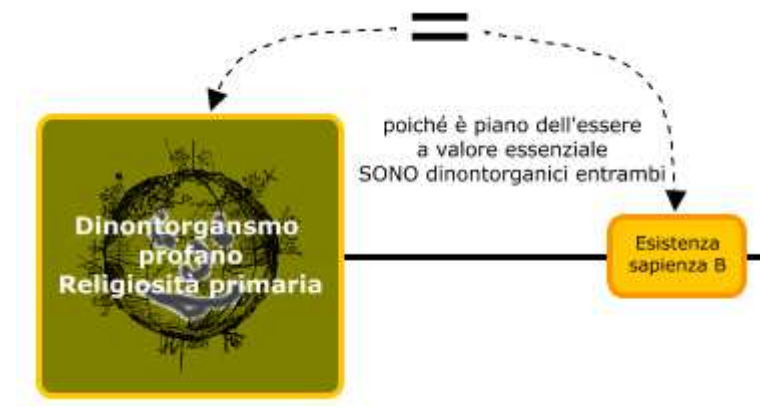 =
poiché è piano dell'essere
a valore essenziale
SONO dinontorganici entrambi
Dinontorgansmo
profano
Religiosità primaria
Esistenza
sapienza B